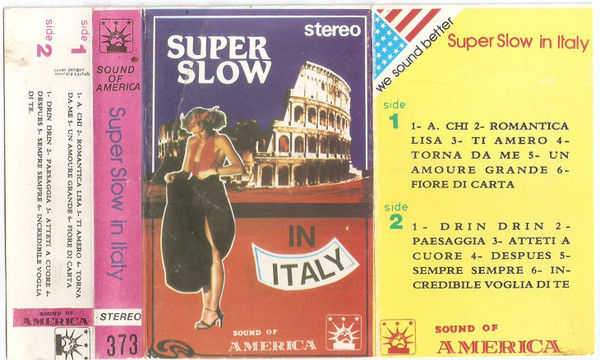 side 1
side 2
cover design
1- A. CHI 2- ROMANTICA LISA 3- TI AMERO 4- TORNA
DA ME 5- UN AMOURE GRANDE 6- FIORE DI CARTA
1- DRIN DRIN 2- PAESAGGIA 3- ATTETI A CUORE 4-
DESPUES 5- SEMPRE SEMPRE 6- INCREDIBILE VOGLIA
DI TE.
SOUND OF
AMERICA
SOUND
OF
AMERICA
Super Slow in Italy
STEREO
373
stereo
SUPER
SLOW
IN
ITALY
SOUND OF
AMERICA
we sound better
Super Slow in Italy
side
1
1- A. CHI 2- ROMANTICA
LISA 3- TI AMERO 4-
TORNA DA ME 5- UN
AMOURE GRANDE 6-
FIORE DI CARTA
side
2
1 - DRIN DRIN 2 -
PAESAGGIA 3- ATTETI A
CUORE 4- DESPUES 5-
SEMPRE SEMPRE 6- IN-
CREDIBILE VOGLIA DI TE
SOUND OF
AMERICA